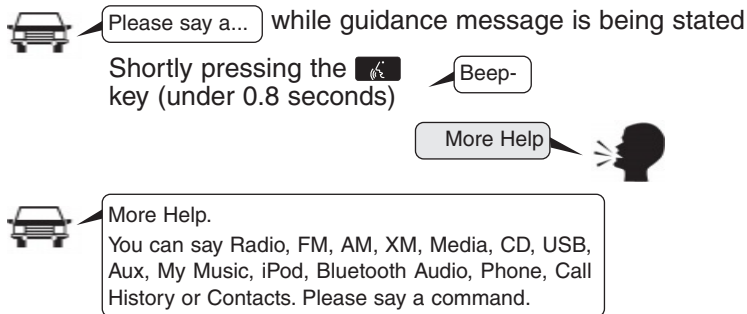 Please say a... while guidance message is being stated
Shortly pressing the
key (under 0.8 seconds)
Beep-
More Help
More Help.
You can say Radio, FM, AM, XM, Media, CD, USB,
Aux, My Music, iPod, Bluetooth Audio, Phone, Call
History or Contacts. Please say a command.